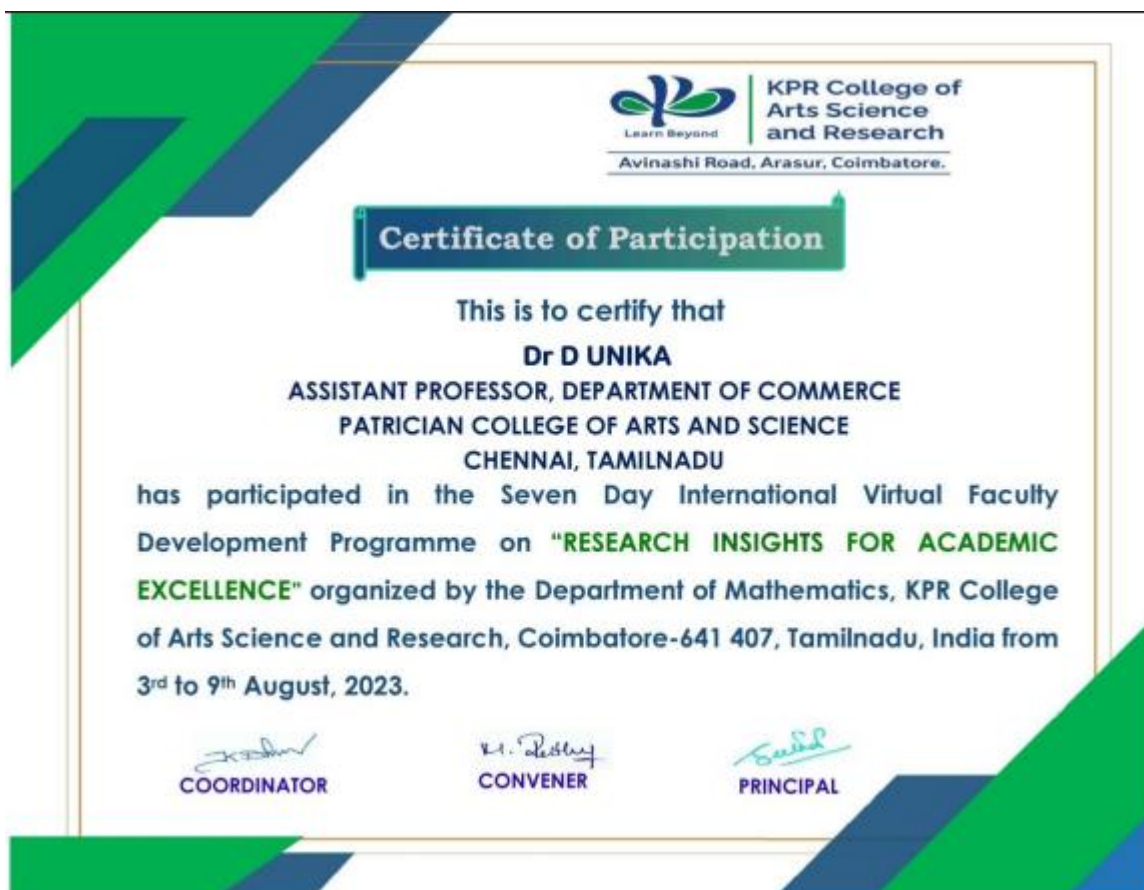 Learn Beyond
KPR College of
Arts Science
and Research
Avinashi Road, Arasur, Coimbatore.
Certificate of Participation
This is to certify that
Dr D UNIKA
ASSISTANT PROFESSOR, DEPARTMENT OF COMMERCE
PATRICIAN COLLEGE OF ARTS AND SCIENCE
CHENNAI, TAMILNADU
has participated in the Seven Day International Virtual Faculty
Development Programme on "RESEARCH INSIGHTS FOR ACADEMIC
EXCELLENCE" organized by the Department of Mathematics, KPR College
of Arts Science and Research, Coimbatore-641 407, Tamilnadu, India from
3rd to 9th August, 2023.
COORDINATOR
CONVENER
PRINCIPAL